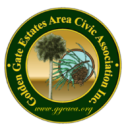 Golden Gate Estates Area Civic Association Inc.
www.ggeaca.org